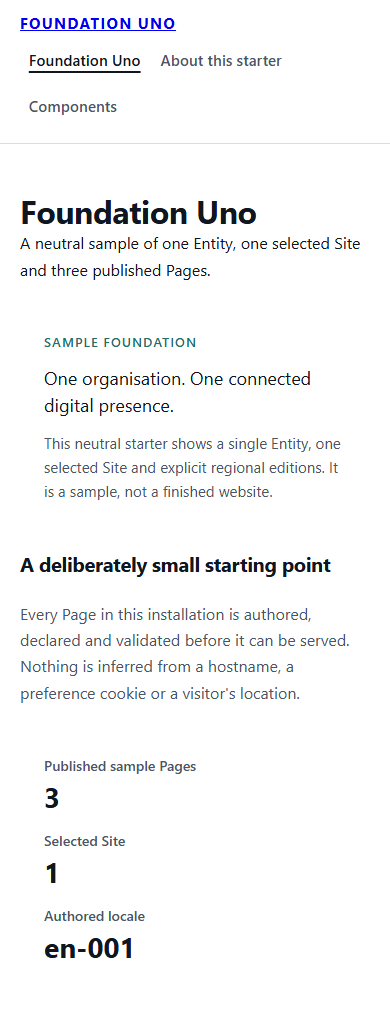 FOUNDATION UNO
Foundation Uno
About this starter
Components
Foundation Uno
A neutral sample of one Entity, one selected Site
and three published Pages.
SAMPLE FOUNDATION
One organisation. One connected
digital presence.
This neutral starter shows a single Entity, one
selected Site and explicit regional editions. It
is a sample, not a finished website.
A deliberately small starting point
Every Page in this installation is authored,
declared and validated before it can be served.
Nothing is inferred from a hostname, a
preference cookie or a visitor's location.
Published sample Pages
3
Selected Site
1
Authored locale
en-001